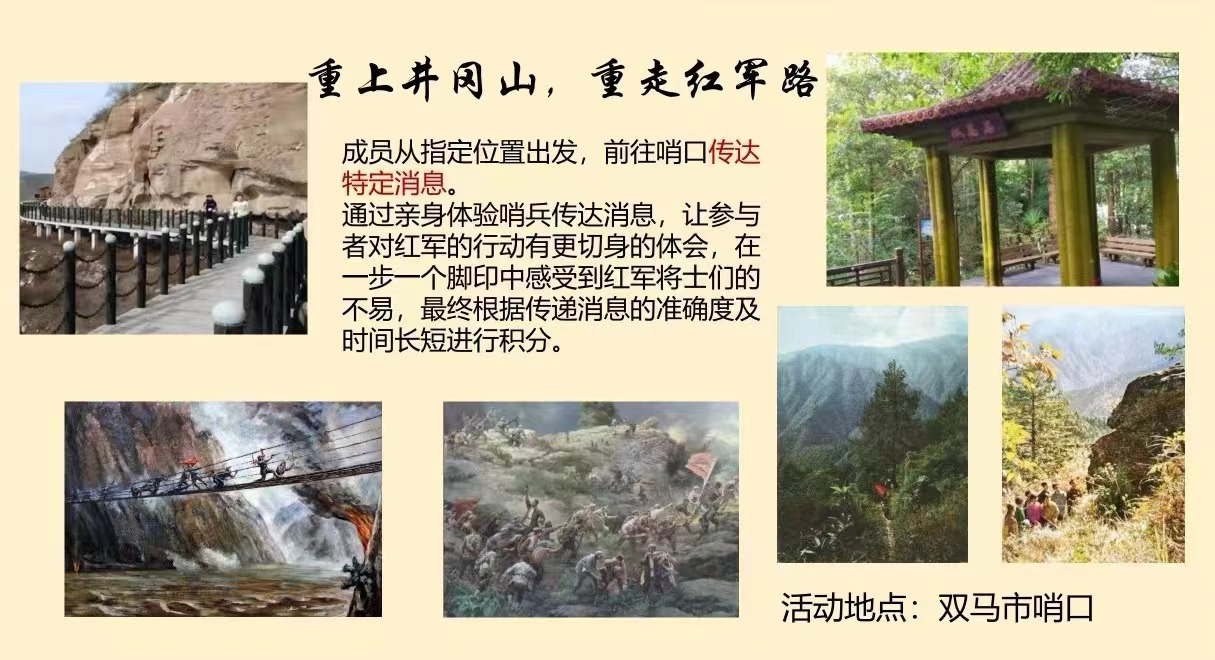 重上井冈山，重走红军路
成员从指定位置出发，前往哨口传达
特定消息。
通过亲身体验哨兵传达消息，让参与
者对红军的行动有更切身的体会，在
一步一个脚印中感受到红军将士们的
不易，最终根据传递消息的准确度及
时间长短进行积分。
活动地点：双马市哨口